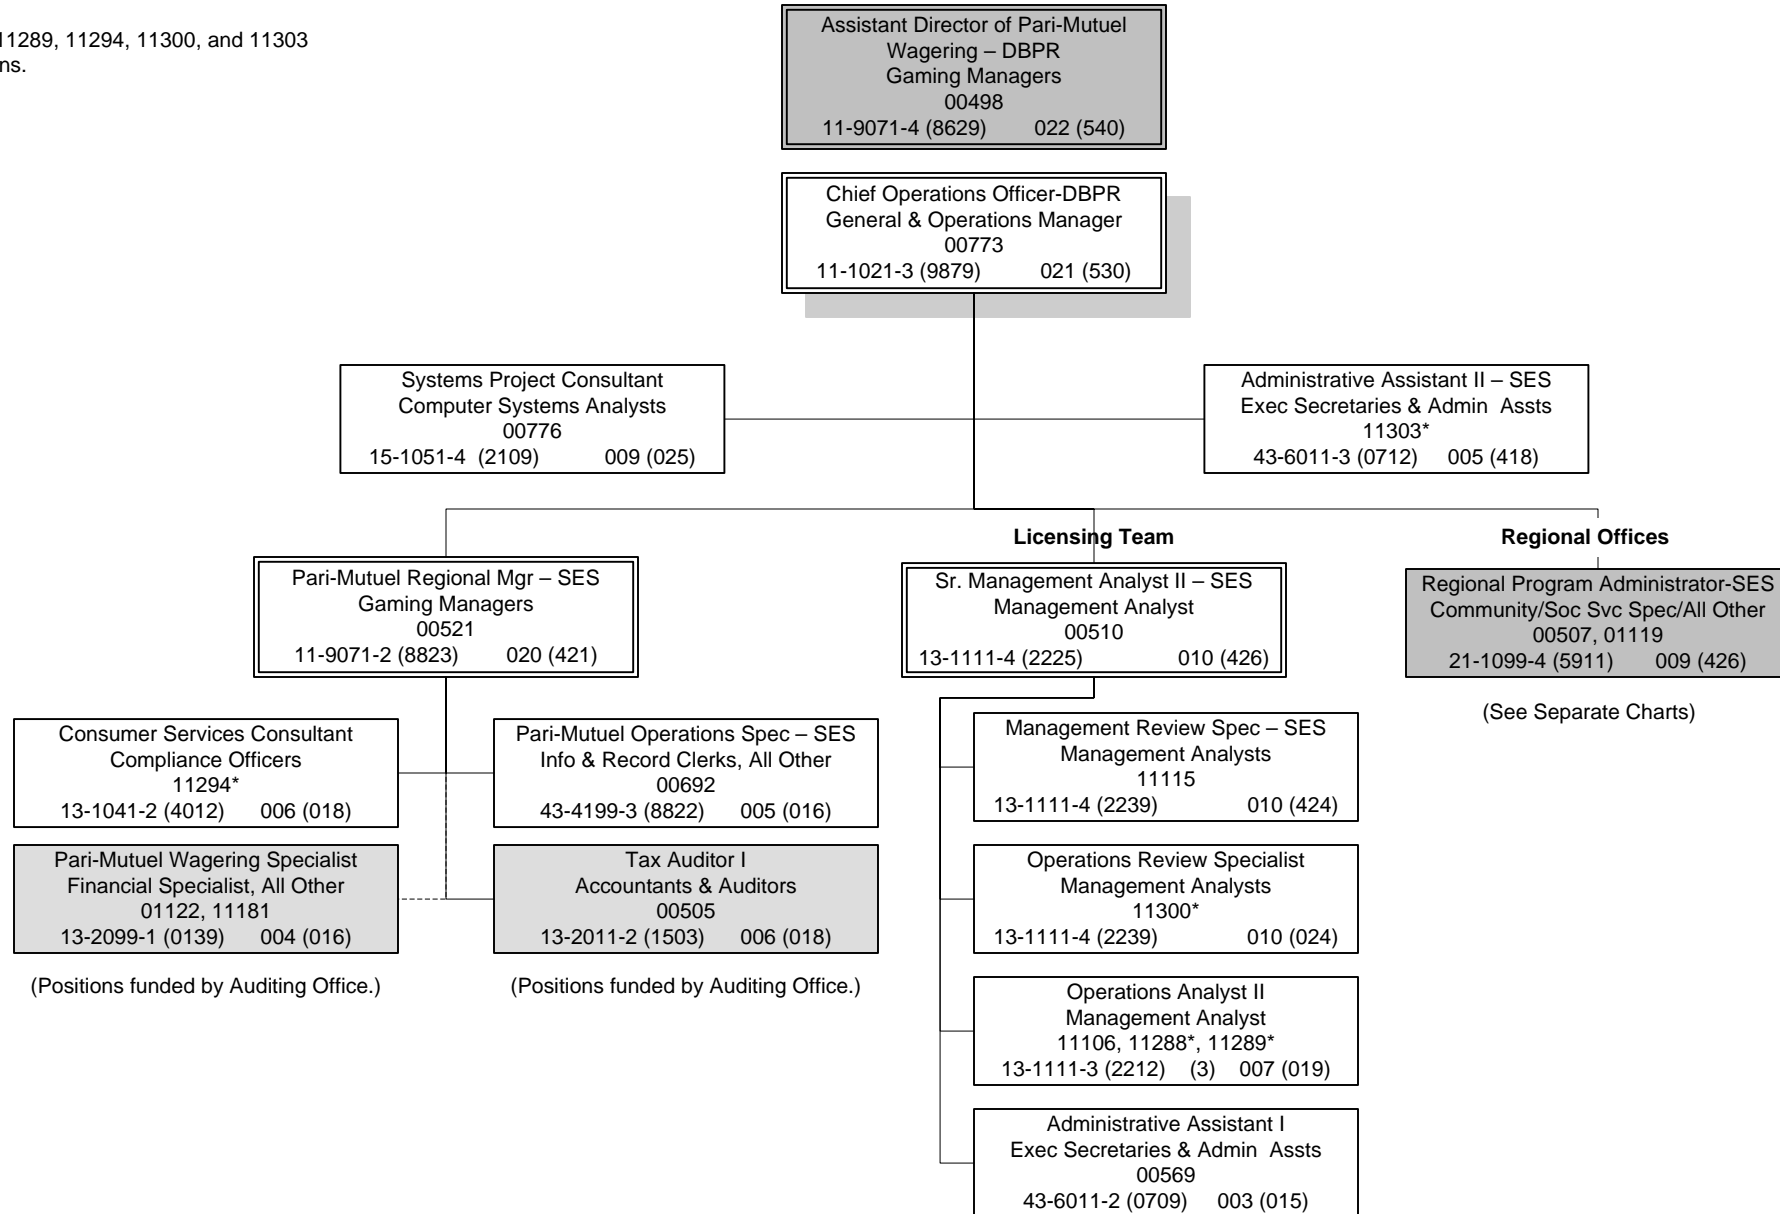 11289, 11294, 11300, and 11303
ns.
Assistant Director of Pari-Mutuel
Wagering – DBPR
Gaming Managers
00498
11-9071-4 (8629) 022 (540)
Chief Operations Officer-DBPR
General & Operations Manager
00773
11-1021-3 (9879) 021 (530)
Systems Project Consultant
Computer Systems Analysts
00776
15-1051-4 (2109) 009 (025)
Administrative Assistant II – SES
Exec Secretaries & Admin Assts
11303*
43-6011-3 (0712) 005 (418)
Pari-Mutuel Regional Mgr – SES
Gaming Managers
00521
11-9071-2 (8823) 020 (421)
Licensing Team
Sr. Management Analyst II – SES
Management Analyst
00510
13-1111-4 (2225) 010 (426)
Regional Offices
Regional Program Administrator-SES
Community/Soc Svc Spec/All Other
00507, 01119
21-1099-4 (5911) 009 (426)
(See Separate Charts)
Consumer Services Consultant
Compliance Officers
11294*
13-1041-2 (4012) 006 (018)
Pari-Mutuel Operations Spec – SES
Info & Record Clerks, All Other
00692
43-4199-3 (8822) 005 (016)
Pari-Mutuel Wagering Specialist
Financial Specialist, All Other
01122, 11181
13-2099-1 (0139) 004 (016)
(Positions funded by Auditing Office.)
Tax Auditor I
Accountants & Auditors
00505
13-2011-2 (1503) 006 (018)
(Positions funded by Auditing Office.)
Management Review Spec – SES
Management Analysts
11115
13-1111-4 (2239) 010 (424)
Operations Review Specialist
Management Analysts
11300*
13-1111-4 (2239) 010 (024)
Operations Analyst II
Management Analyst
11106, 11288*, 11289*
13-1111-3 (2212) (3) 007 (019)
Administrative Assistant I
Exec Secretaries & Admin Assts
00569
43-6011-2 (0709) 003 (015)